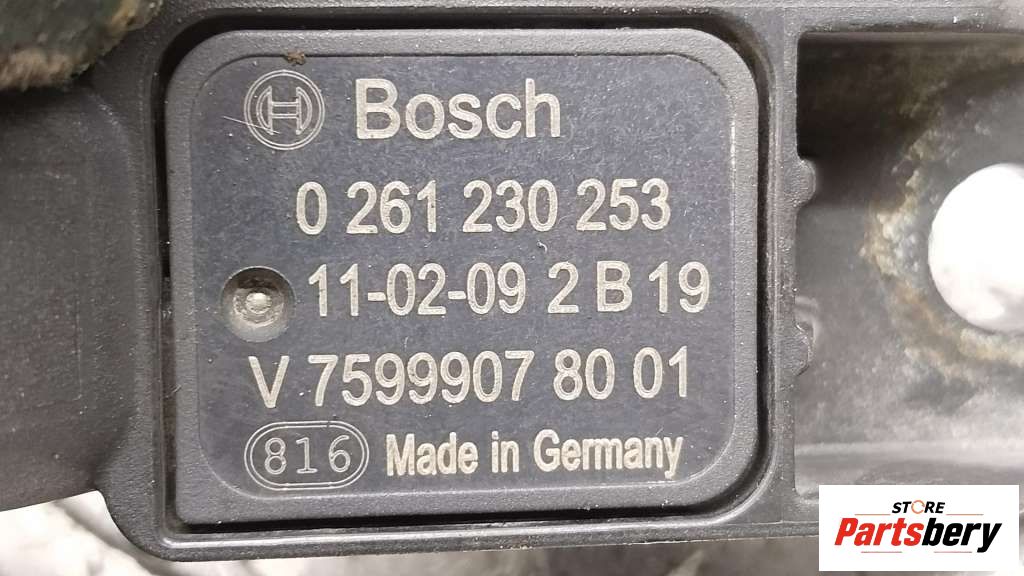 Bosch
0 261 230 253
11-02-09 2 B 19
V 7599907 80 01
816 Made in Germany
STORE
Partsbery